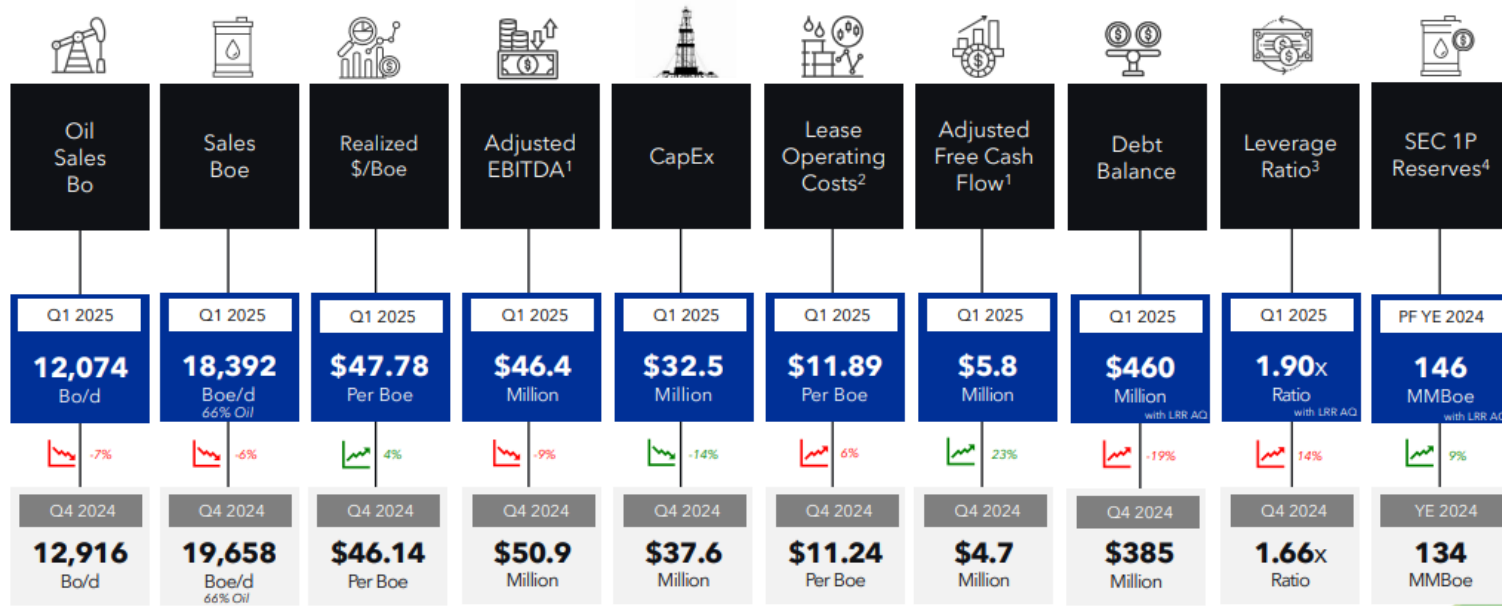 Oil
Sales
Bo
Sales
Boe
Realized
$/Boe
Adjusted
EBITDA¹
CapEx
Lease
Operating
Costs²
Adjusted
Free Cash
Flow¹
Debt
Balance
Leverage
Ratio³
SEC 1P
Reserves⁴
Q1 2025
12,074
Bo/d
Q1 2025
18,392
Boe/d
66% Oil
Q1 2025
$47.78
Per Boe
Q1 2025
$46.4
Million
Q1 2025
$32.5
Million
Q1 2025
$11.89
Per Boe
Q1 2025
$5.8
Million
Q1 2025
$460
Million
with LRR AQ
Q1 2025
1.90x
Ratio
with LRR AQ
PF YE 2024
146
MMBoe
with LRR AQ
-7%
-6%
4%
-9%
-14%
6%
23%
-19%
14%
9%
Q4 2024
12,916
Bo/d
Q4 2024
19,658
Boe/d
66% Oil
Q4 2024
$46.14
Per Boe
Q4 2024
$50.9
Million
Q4 2024
$37.6
Million
Q4 2024
$11.24
Per Boe
Q4 2024
$4.7
Million
Q4 2024
$385
Million
Q4 2024
1.66x
Ratio
YE 2024
134
MMBoe